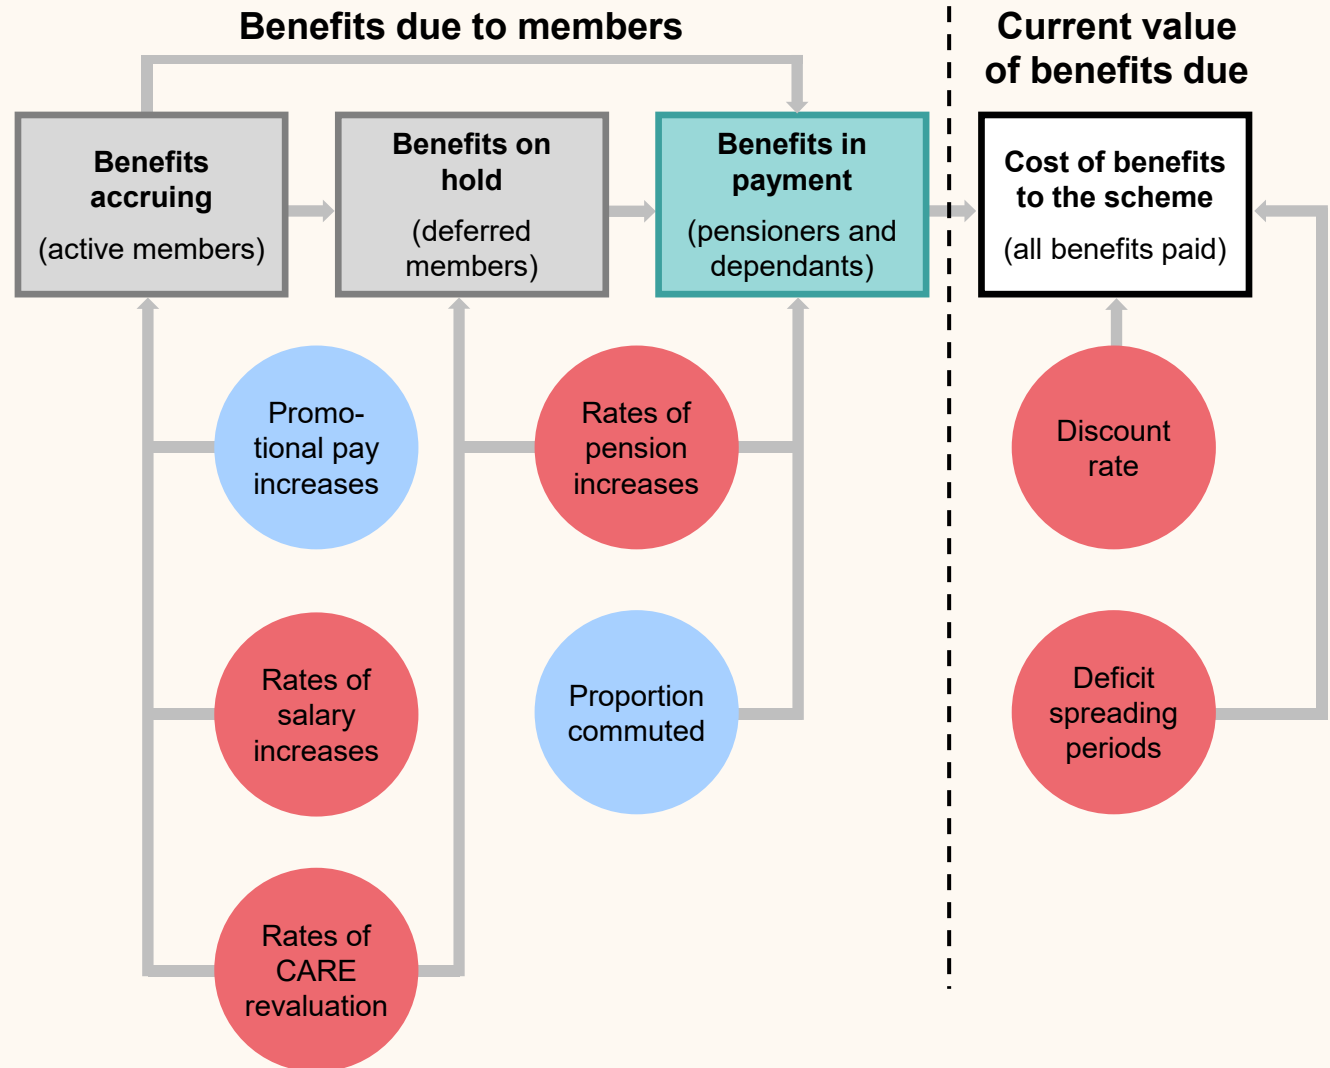 Benefits due to members
Current value
of benefits due
Benefits
accruing
(active members)
Benefits on
hold
(deferred
members)
Benefits in
payment
(pensioners and
dependants)
Cost of benefits
to the scheme
(all benefits paid)
Promo-
tional pay
increases
Rates of
pension
increases
Discount
rate
Rates of
salary
increases
Proportion
commuted
Deficit
spreading
periods
Rates of
CARE
revaluation